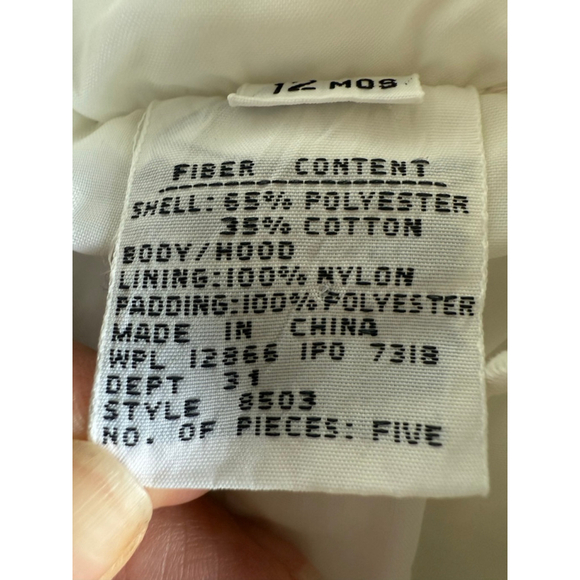 12 MOS
FIBER CONTENT
SHELL: 65% POLYESTER
35% COTTON
BODY/HOOD
LINING:100% NYLON
PADDING:100% POLYESTER
MADE IN CHINA
WPL 12866 IPO 7318
DEPT 31
STYLE 8503
NO. OF PIECES: FIVE